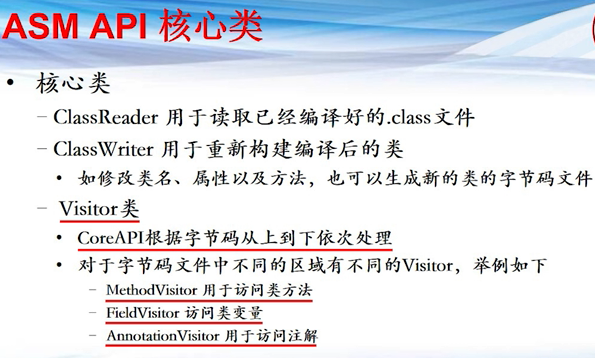 ASM API 核心类
• 核心类
– ClassReader 用于读取已经编译好的.class文件
– ClassWriter 用于重新构建编译后的类
• 如修改类名、属性以及方法，也可以生成新的类的字节码文件
– Visitor类
• CoreAPI根据字节码从上到下依次处理
• 对于字节码文件中不同的区域有不同的Visitor，举例如下
– MethodVisitor 用于访问类方法
– FieldVisitor 访问类变量
– AnnotationVisitor 用于访问注解